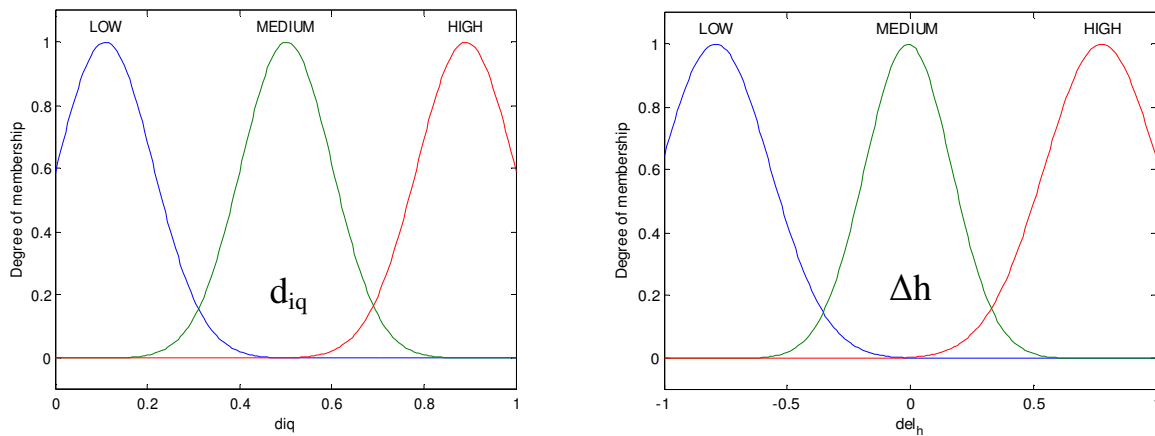 LOW MEDIUM HIGH
1
0.8
0.6
0.4
0.2
0
Degree of membership
d_iq
0 0.2 0.4 0.6 0.8 1
diq
LOW MEDIUM HIGH
1
0.8
0.6
0.4
0.2
0
Degree of membership
Δh
-1 -0.5 0 0.5 1
del_h